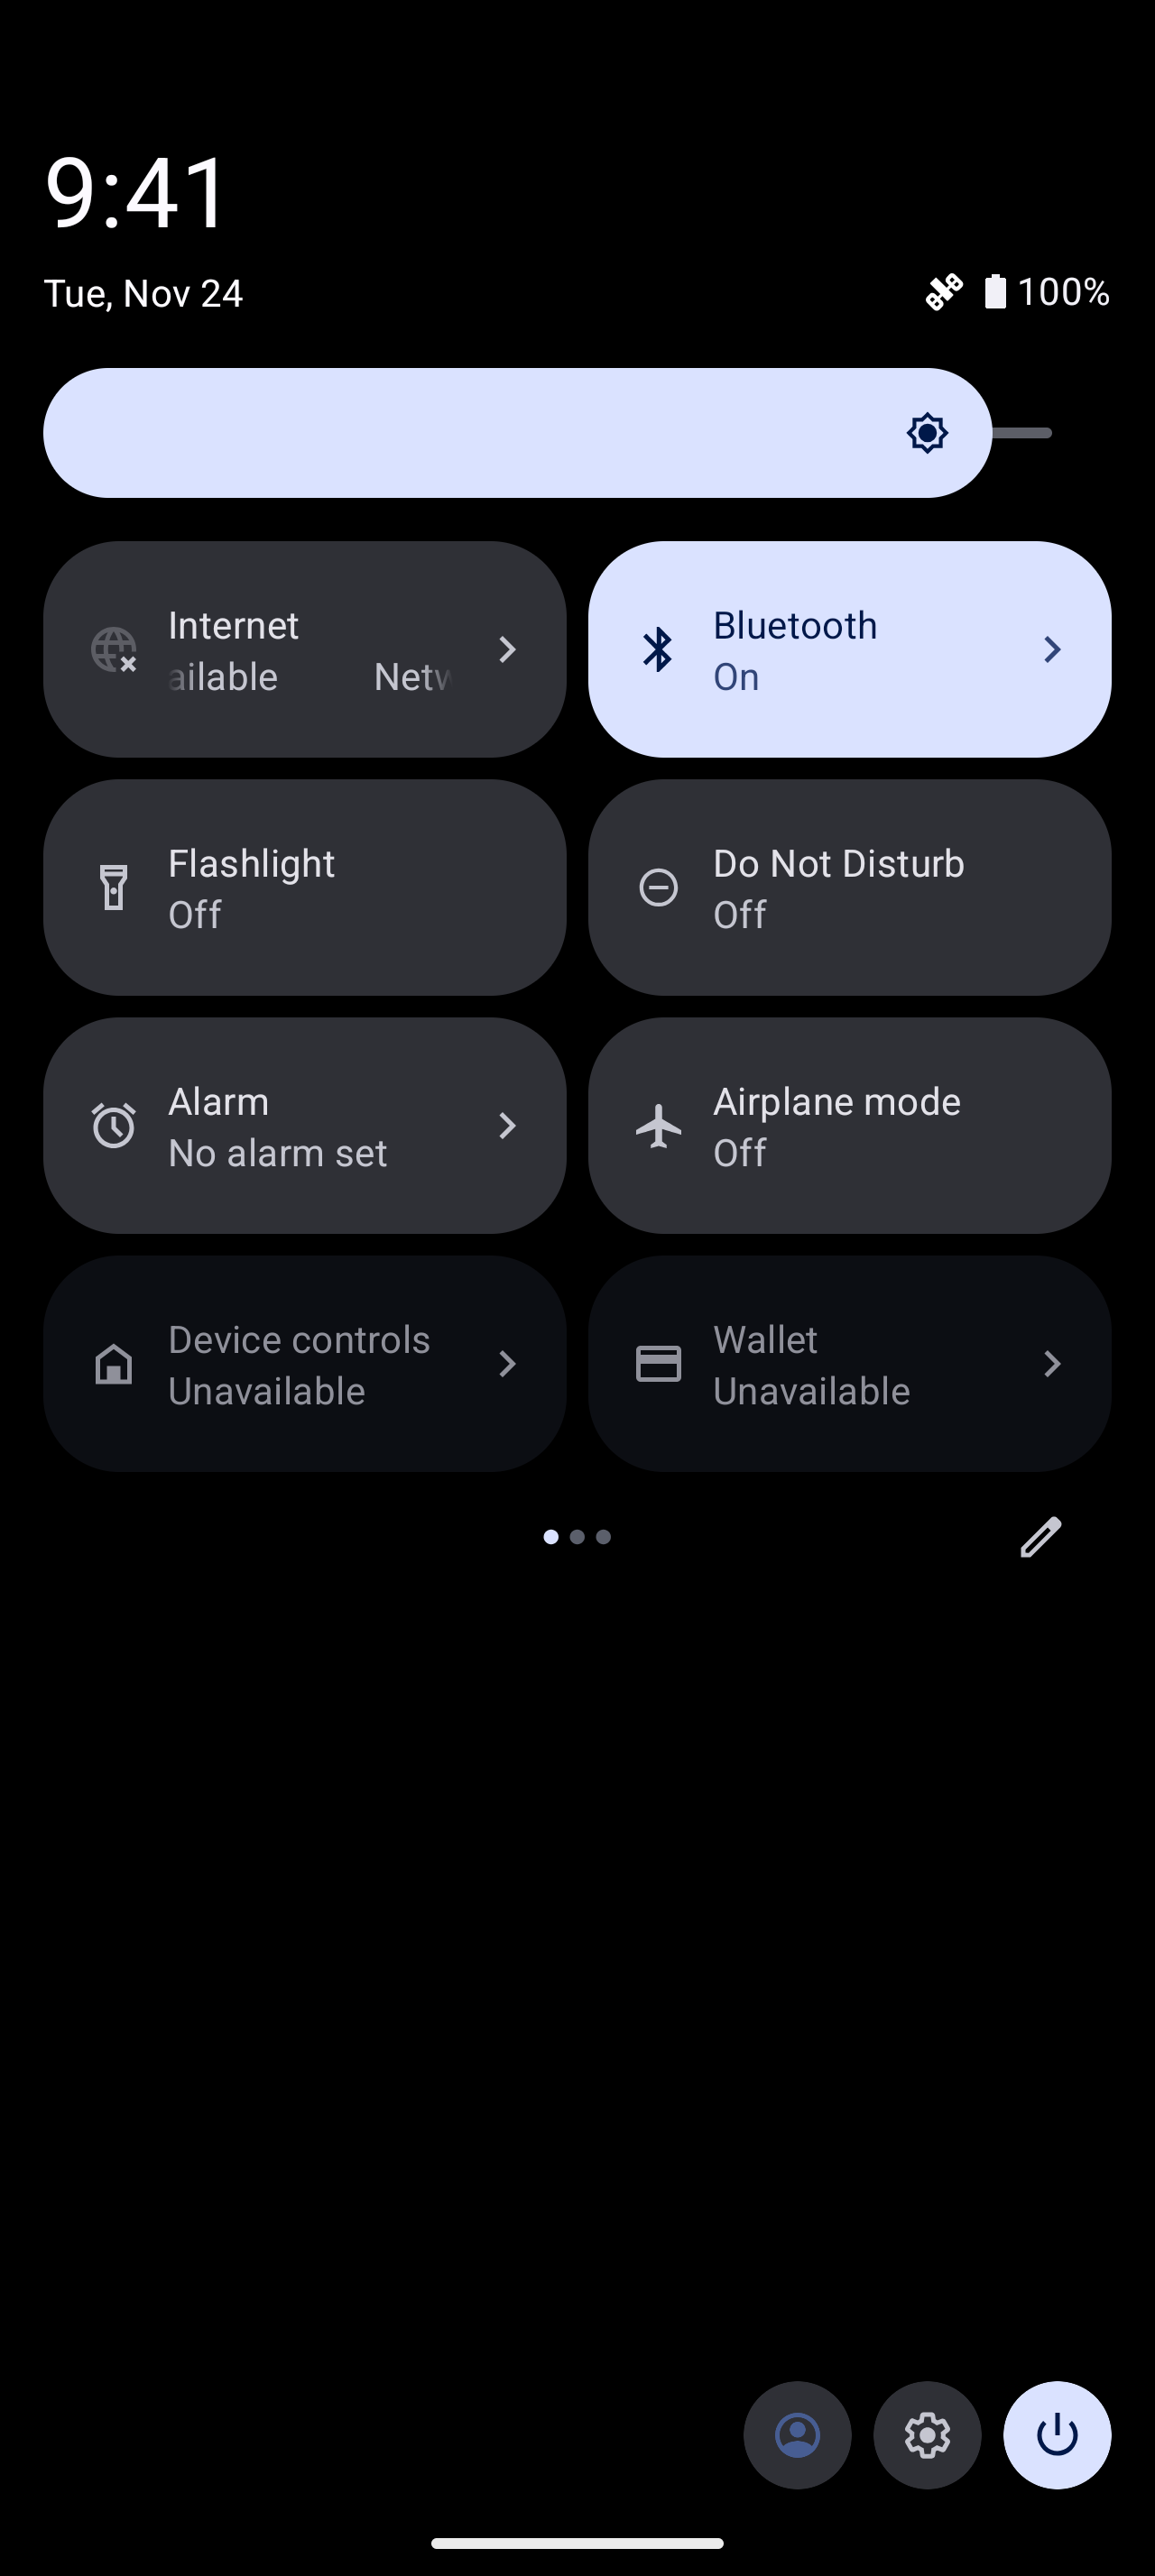 9:41
Tue, Nov 24
100%
Internet
ailable Netw
Bluetooth
On
Flashlight
Off
Do Not Disturb
Off
Alarm
No alarm set
Airplane mode
Off
Device controls
Unavailable
Wallet
Unavailable